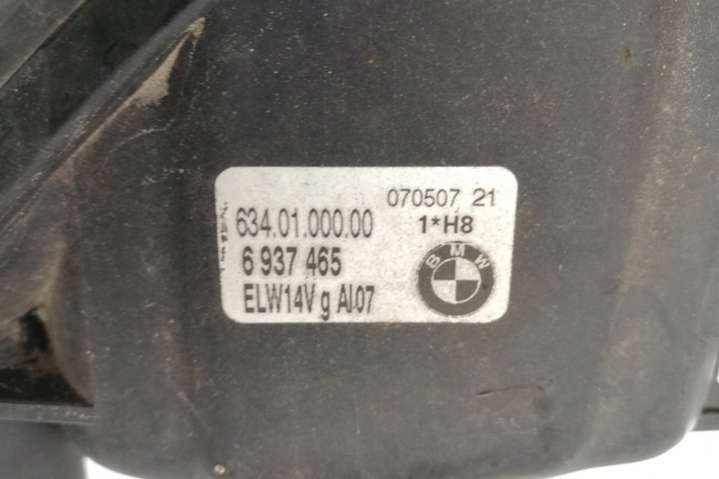 634.01.000.00
070507 21
1*H8
6 937 465
BMW
ELW14V g AI07